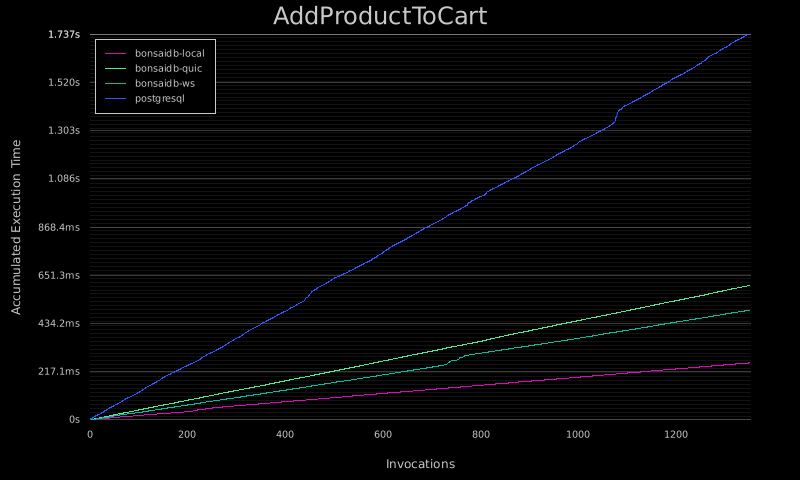 AddProductToCart
1.737s
bonsaidb-local
bonsaidb-quic
bonsaidb-ws
postgresql
1.520s
1.303s
1.086s
868.4ms
651.3ms
434.2ms
217.1ms
0s
Accumulated Execution Time
0 200 400 600 800 1000 1200
Invocations